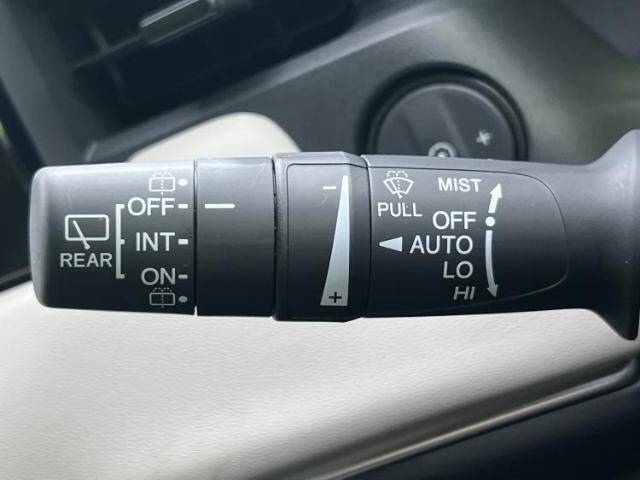 OFF
INT
ON
REAR
-
+
PULL
MIST
OFF
AUTO
LO
HI